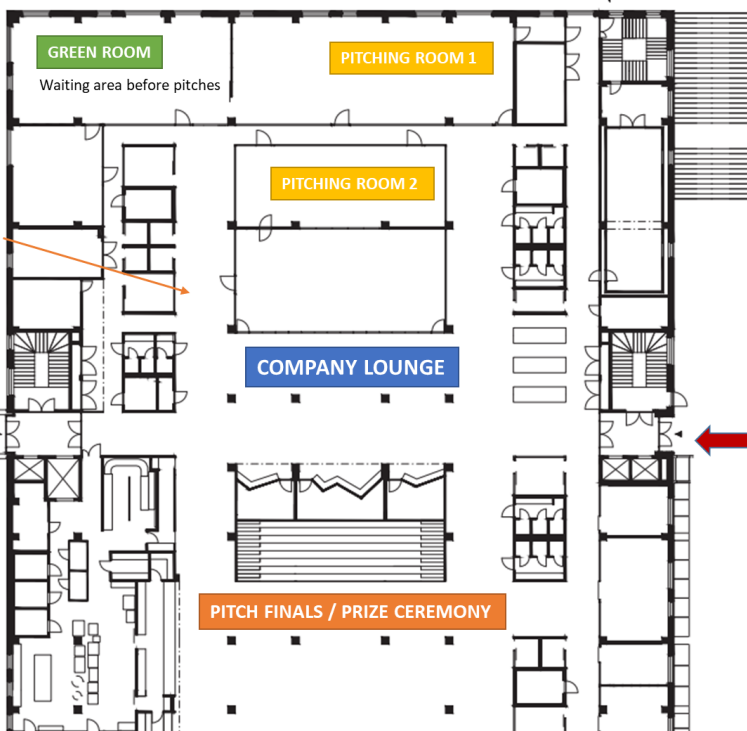 GREEN ROOM
PITCHING ROOM 1
Waiting area before pitches
PITCHING ROOM 2
COMPANY LOUNGE
PITCH FINALS / PRIZE CEREMONY